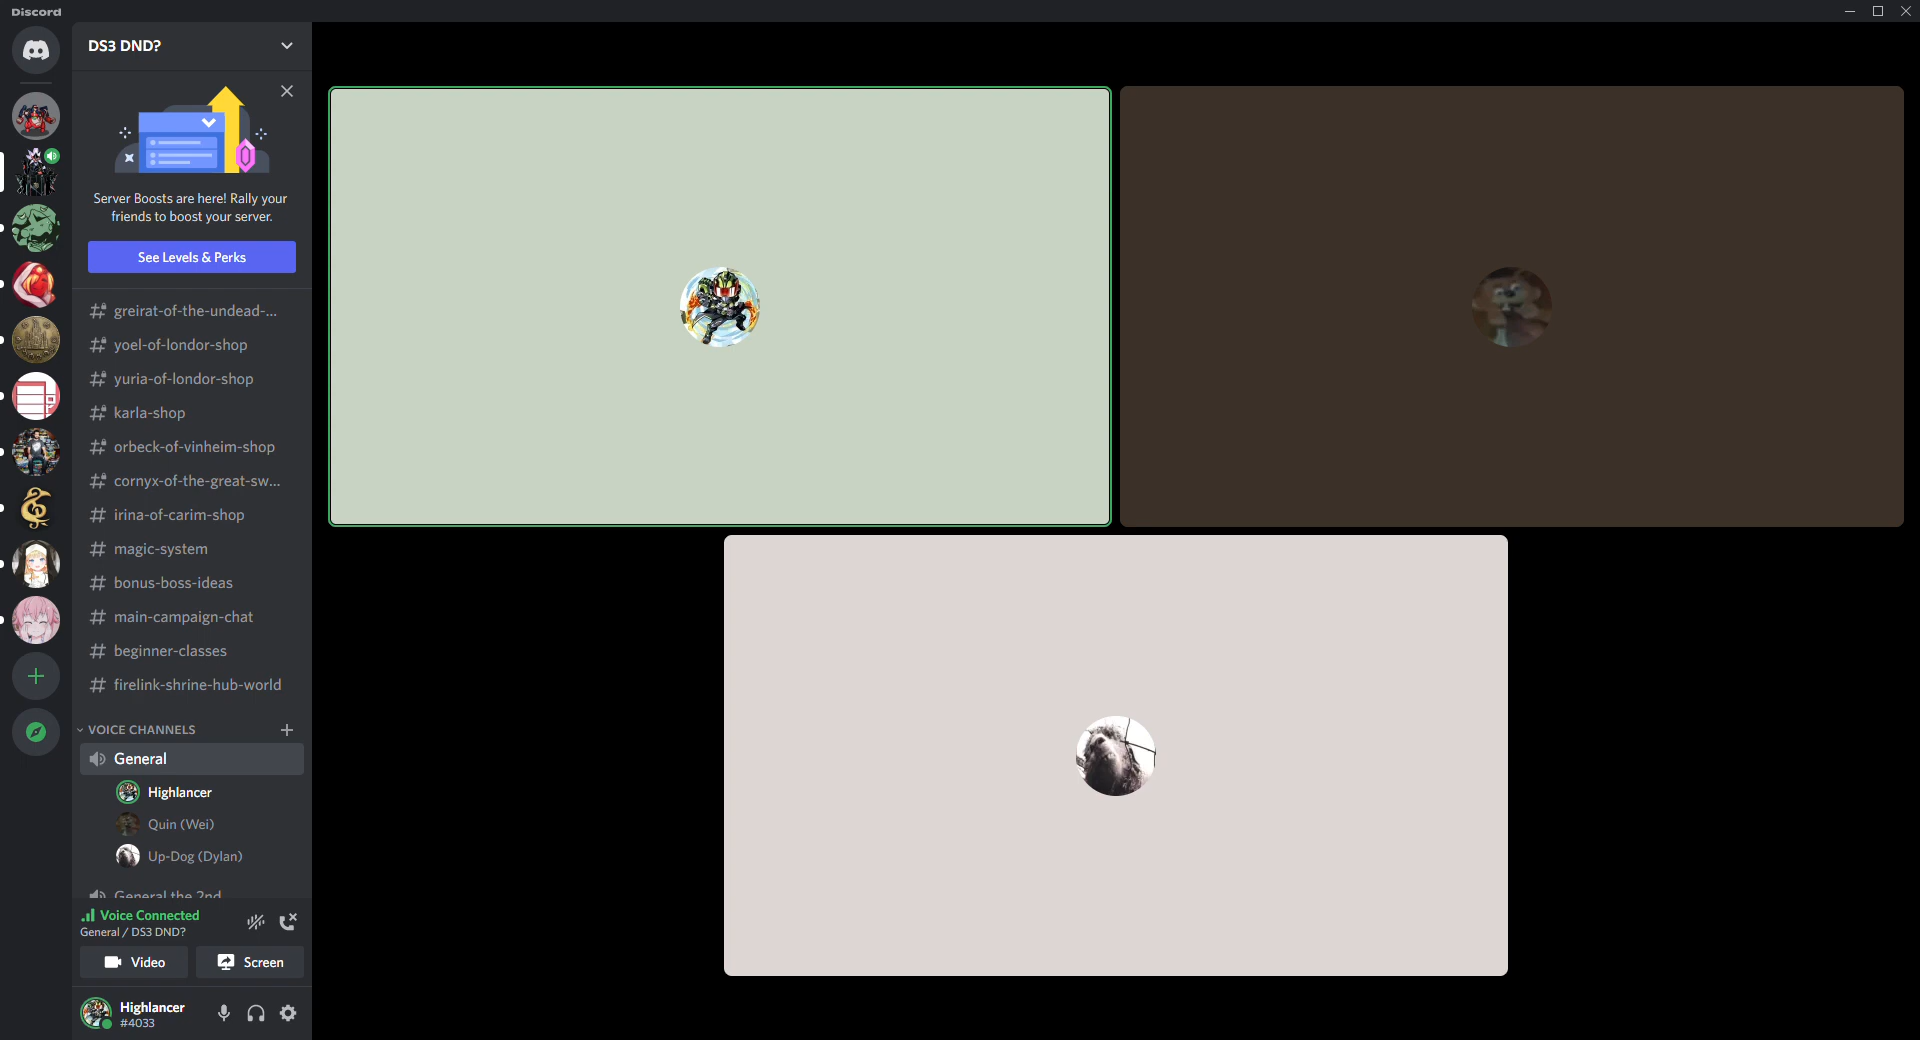 Discord
DS3 DND?
Server Boosts are here! Rally your
friends to boost your server.
See Levels & Perks
greirat-of-the-undead-...
yoel-of-londor-shop
yuria-of-londor-shop
karla-shop
orbeck-of-vinheim-shop
cornyx-of-the-great-sw...
irina-of-carim-shop
magic-system
bonus-boss-ideas
main-campaign-chat
beginner-classes
firelink-shrine-hub-world
VOICE CHANNELS
General
Highlancer
Quin (Wei)
Up-Dog (Dylan)
General the 2nd
Voice Connected
General / DS3 DND?
Video Screen
Highlancer
#4033